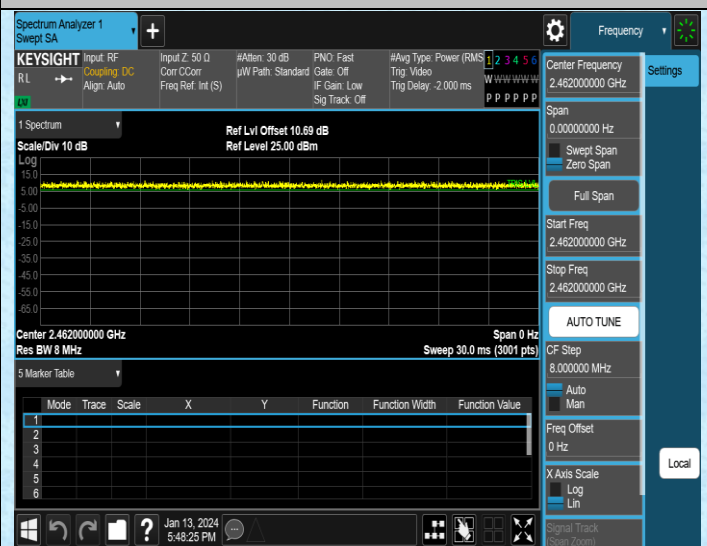 Spectrum Analyzer 1
Swept SA
+
Frequency
KEYSIGHT
Input: RF
Coupling: DC
Align: Auto
RL
LXI
Input Z: 50 Ω
Corr CCorr
Freq Ref: Int (S)
#Atten: 30 dB
µW Path: Standard
PNO: Fast
Gate: Off
IF Gain: Low
Sig Track: Off
#Avg Type: Power (RMS
Trig: Video
Trig Delay: -2.000 ms
1 2 3 4 5 6
W W W W W W
P P P P P P
Center Frequency
2.462000000 GHz
Settings
Span
0.00000000 Hz
Swept Span
Zero Span
Full Span
Start Freq
2.462000000 GHz
Stop Freq
2.462000000 GHz
AUTO TUNE
CF Step
8.000000 MHz
Auto
Man
Freq Offset
0 Hz
X Axis Scale
Log
Lin
Signal Track
(Span Zoom)
Local
1 Spectrum
Scale/Div 10 dB
Ref Lvl Offset 10.69 dB
Ref Level 25.00 dBm
Log
15.0
5.00
-5.00
-15.0
-25.0
-35.0
-45.0
-55.0
-65.0
Center 2.462000000 GHz
Span 0 Hz
Res BW 8 MHz
Sweep 30.0 ms (3001 pts)
5 Marker Table
Mode Trace Scale X Y Function Function Width Function Value
1
2
3
4
5
6
?
Jan 13, 2024
5:48:25 PM